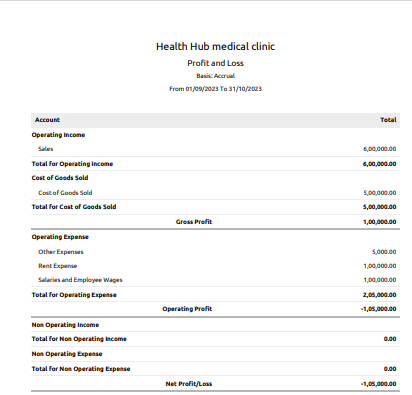 Health Hub medical clinic
Profit and Loss
Basis: Accrual
From 01/09/2023 To 31/10/2023
Account Total
Operating Income
Sales 6,00,000.00
Total for Operating Income 6,00,000.00
Cost of Goods Sold
Cost of Goods Sold 5,00,000.00
Total for Cost of Goods Sold 5,00,000.00
Gross Profit 1,00,000.00
Operating Expense
Other Expenses 5,000.00
Rent Expense 1,00,000.00
Salaries and Employee Wages 1,00,000.00
Total for Operating Expense 2,05,000.00
Operating Profit -1,05,000.00
Non Operating Income
Total for Non Operating Income 0.00
Non Operating Expense
Total for Non Operating Expense 0.00
Net Profit/Loss -1,05,000.00